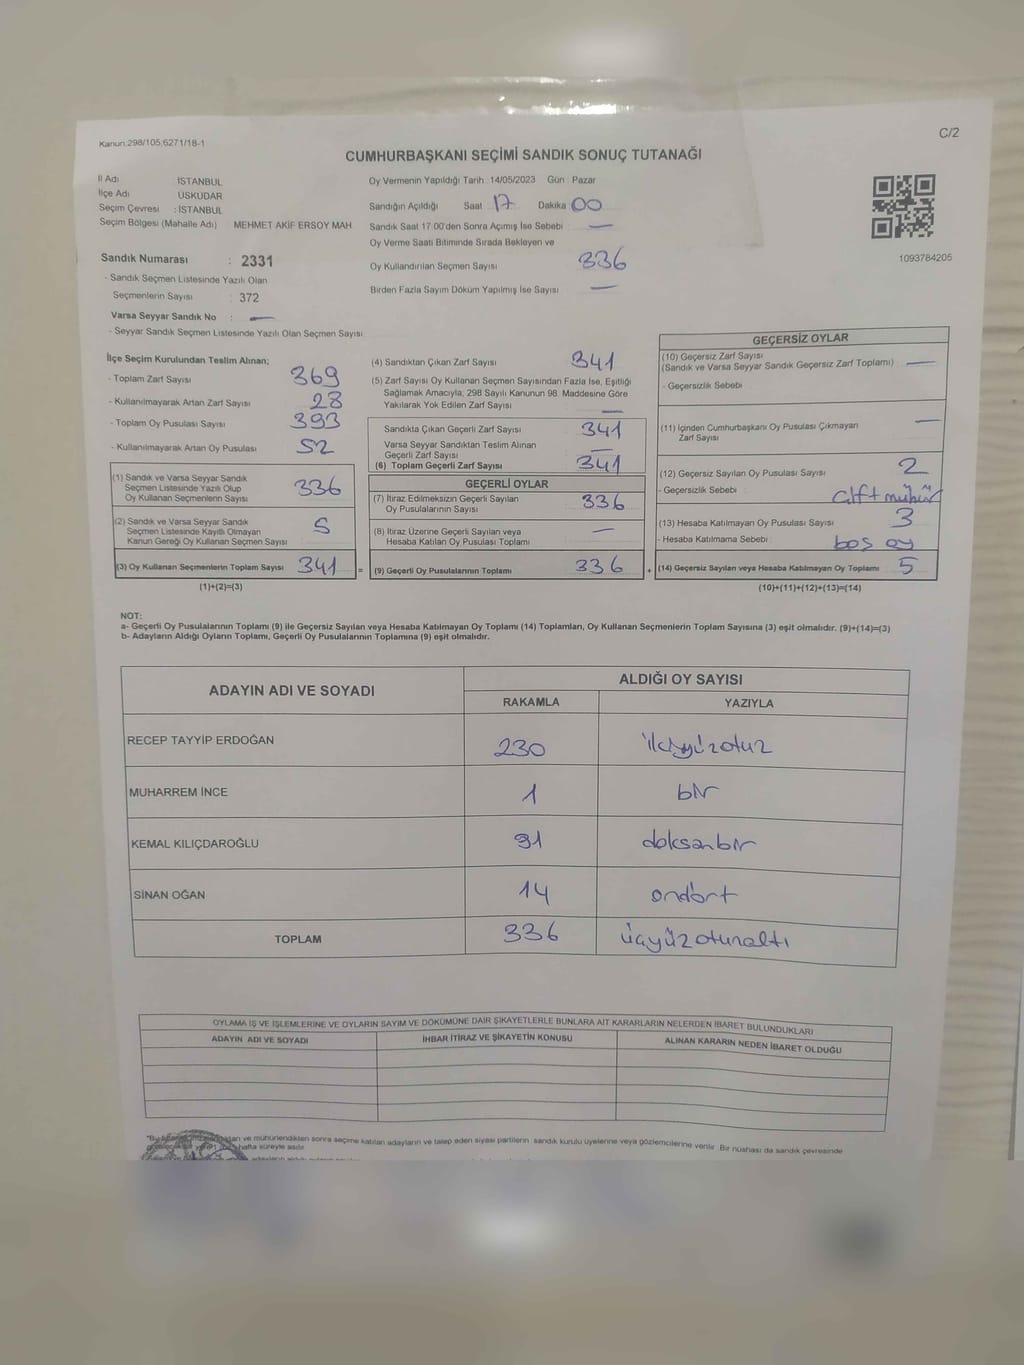 Kanun:298/105,6271/18-1
C/2
CUMHURBAŞKANI SEÇİMİ SANDIK SONUÇ TUTANAĞI
İl Adı İSTANBUL
İlçe Adı ÜSKÜDAR
Seçim Çevresi : İSTANBUL
Seçim Bölgesi (Mahalle Adı) MEHMET AKİF ERSOY MAH
Sandık Numarası : 2331
- Sandık Seçmen Listesinde Yazılı Olan
Seçmenlerin Sayısı : 372
Varsa Seyyar Sandık No : —
- Seyyar Sandık Seçmen Listesinde Yazılı Olan Seçmen Sayısı
Oy Vermenin Yapıldığı Tarih :14/05/2023 Gün : Pazar
Sandığın Açıldığı Saat 17 Dakika 00
Sandık Saat 17:00'den Sonra Açımış İse Sebebi —
Oy Verme Saati Bitiminde Sırada Bekleyen ve
Oy Kullandırılan Seçmen Sayısı 336
Birden Fazla Sayım Döküm Yapılmış İse Sayısı —
1093784205
İlçe Seçim Kurulundan Teslim Alınan;
- Toplam Zarf Sayısı 369
- Kullanılmayarak Artan Zarf Sayısı 28
- Toplam Oy Pusulası Sayısı 393
- Kullanılmayarak Artan Oy Pusulası 52
(1) Sandık ve Varsa Seyyar Sandık
Seçmen Listesinde Yazılı Olup
Oy Kullanan Seçmenlerin Sayısı 336
(2) Sandık ve Varsa Seyyar Sandık
Seçmen Listesinde Kayıtlı Olmayan
Kanun Gereği Oy Kullanan Seçmen Sayısı 5
(3) Oy Kullanan Seçmenlerin Toplam Sayısı 341 =
(1)+(2)=(3)
(4) Sandıktan Çıkan Zarf Sayısı 341
(5) Zarf Sayısı Oy Kullanan Seçmen Sayısından Fazla İse, Eşitliği
Sağlamak Amacıyla; 298 Sayılı Kanunun 98. Maddesine Göre
Yakılarak Yok Edilen Zarf Sayısı —
Sandıkta Çıkan Geçerli Zarf Sayısı 341
Varsa Seyyar Sandıktan Teslim Alınan
Geçerli Zarf Sayısı —
(6) Toplam Geçerli Zarf Sayısı 341
GEÇERLİ OYLAR
(7) İtiraz Edilmeksizin Geçerli Sayılan
Oy Pusulalarının Sayısı 336
(8) İtiraz Üzerine Geçerli Sayılan veya
Hesaba Katılan Oy Pusulası Toplamı —
(9) Geçerli Oy Pusulalarının Toplamı 336 +
GEÇERSİZ OYLAR
(10) Geçersiz Zarf Sayısı
(Sandık ve Varsa Seyyar Sandık Geçersiz Zarf Toplamı) —
- Geçersizlik Sebebi
(11) İçinden Cumhurbaşkanı Oy Pusulası Çıkmayan
Zarf Sayısı —
(12) Geçersiz Sayılan Oy Pusulası Sayısı 2
- Geçersizlik Sebebi : çift mühür
(13) Hesaba Katılmayan Oy Pusulası Sayısı 3
- Hesaba Katılmama Sebebi : boş oy
(14) Geçersiz Sayılan veya Hesaba Katılmayan Oy Toplamı 5
(10)+(11)+(12)+(13)=(14)
NOT:
a- Geçerli Oy Pusulalarının Toplamı (9) ile Geçersiz Sayılan veya Hesaba Katılmayan Oy Toplamı (14) Toplamları, Oy Kullanan Seçmenlerin Toplam Sayısına (3) eşit olmalıdır. (9)+(14)=(3)
b- Adayların Aldığı Oyların Toplamı, Geçerli Oy Pusulalarının Toplamına (9) eşit olmalıdır.
ADAYIN ADI VE SOYADI
ALDIĞI OY SAYISI
RAKAMLA YAZIYLA
RECEP TAYYİP ERDOĞAN 230 ikiyüzotuz
MUHARREM İNCE 1 bir
KEMAL KILIÇDAROĞLU 91 doksanbir
SİNAN OĞAN 14 ondört
TOPLAM 336 üçyüzotuzaltı
OYLAMA İŞ VE İŞLEMLERİNE VE OYLARIN SAYIM VE DÖKÜMÜNE DAİR ŞİKAYETLERLE BUNLARA AİT KARARLARIN NELERDEN İBARET BULUNDUKLARI
ADAYIN ADI VE SOYADI İHBAR İTİRAZ VE ŞİKAYETİN KONUSU ALINAN KARARIN NEDEN İBARET OLDUĞU
ve mühürlendikten sonra seçime katılan adayların ve talep eden siyasi partilerin sandık kurulu üyelerine veya gözlemcilerine verilir. Bir nüshası da sandık çevresinde
hafta süreyle asılır.